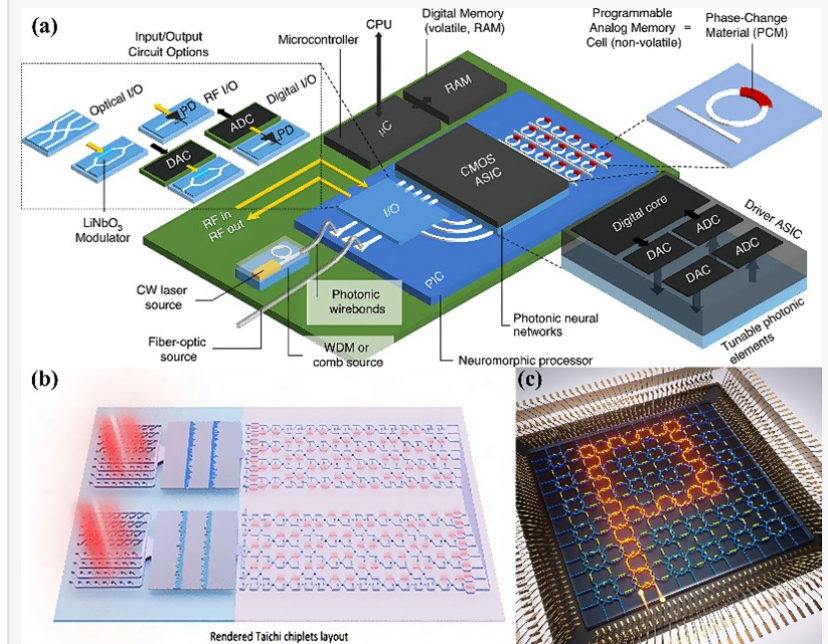 (a)
Input/Output
Circuit Options
Optical I/O
RF I/O
Digital I/O
PD
ADC
PD
DAC
LiNbO3
Modulator
Microcontroller
CPU
Digital Memory
(volatile, RAM)
Programmable
Analog Memory
Cell (non-volatile)
=
Phase-Change
Material (PCM)
μC
RAM
CMOS
ASIC
I/O
RF in
RF out
PIC
CW laser
source
Fiber-optic
source
Photonic
wirebonds
WDM or
comb source
Photonic neural
networks
Neuromorphic processor
Digital core
Driver ASIC
ADC
DAC
ADC
DAC
Tunable photonic
elements
(b)
Rendered Taichi chiplets layout
(c)